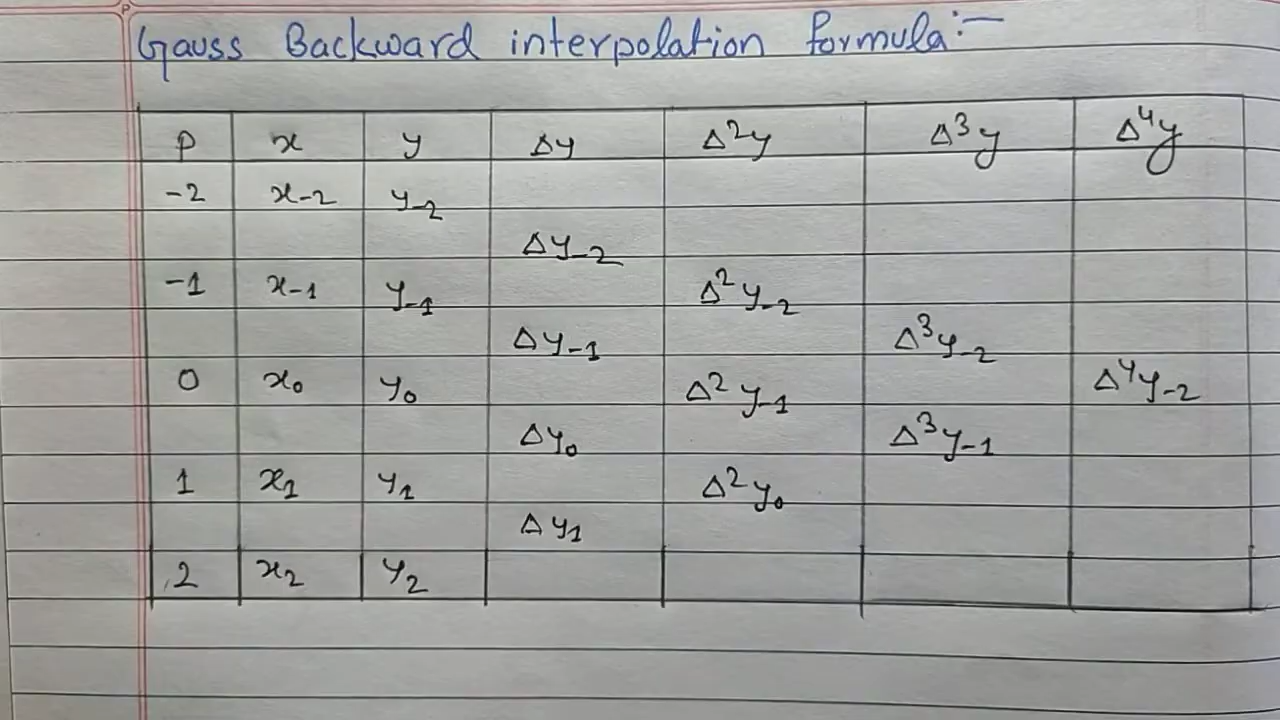 Gauss Backward interpolation formula:-
p x y Δy Δ²y Δ³y Δ⁴y
-2 x₋₂ y₋₂
Δy₋₂
-1 x₋₁ y₋₁ Δ²y₋₂
Δy₋₁ Δ³y₋₂
0 x₀ y₀ Δ²y₋₁ Δ⁴y₋₂
Δy₀ Δ³y₋₁
1 x₁ y₁ Δ²y₀
Δy₁
2 x₂ y₂